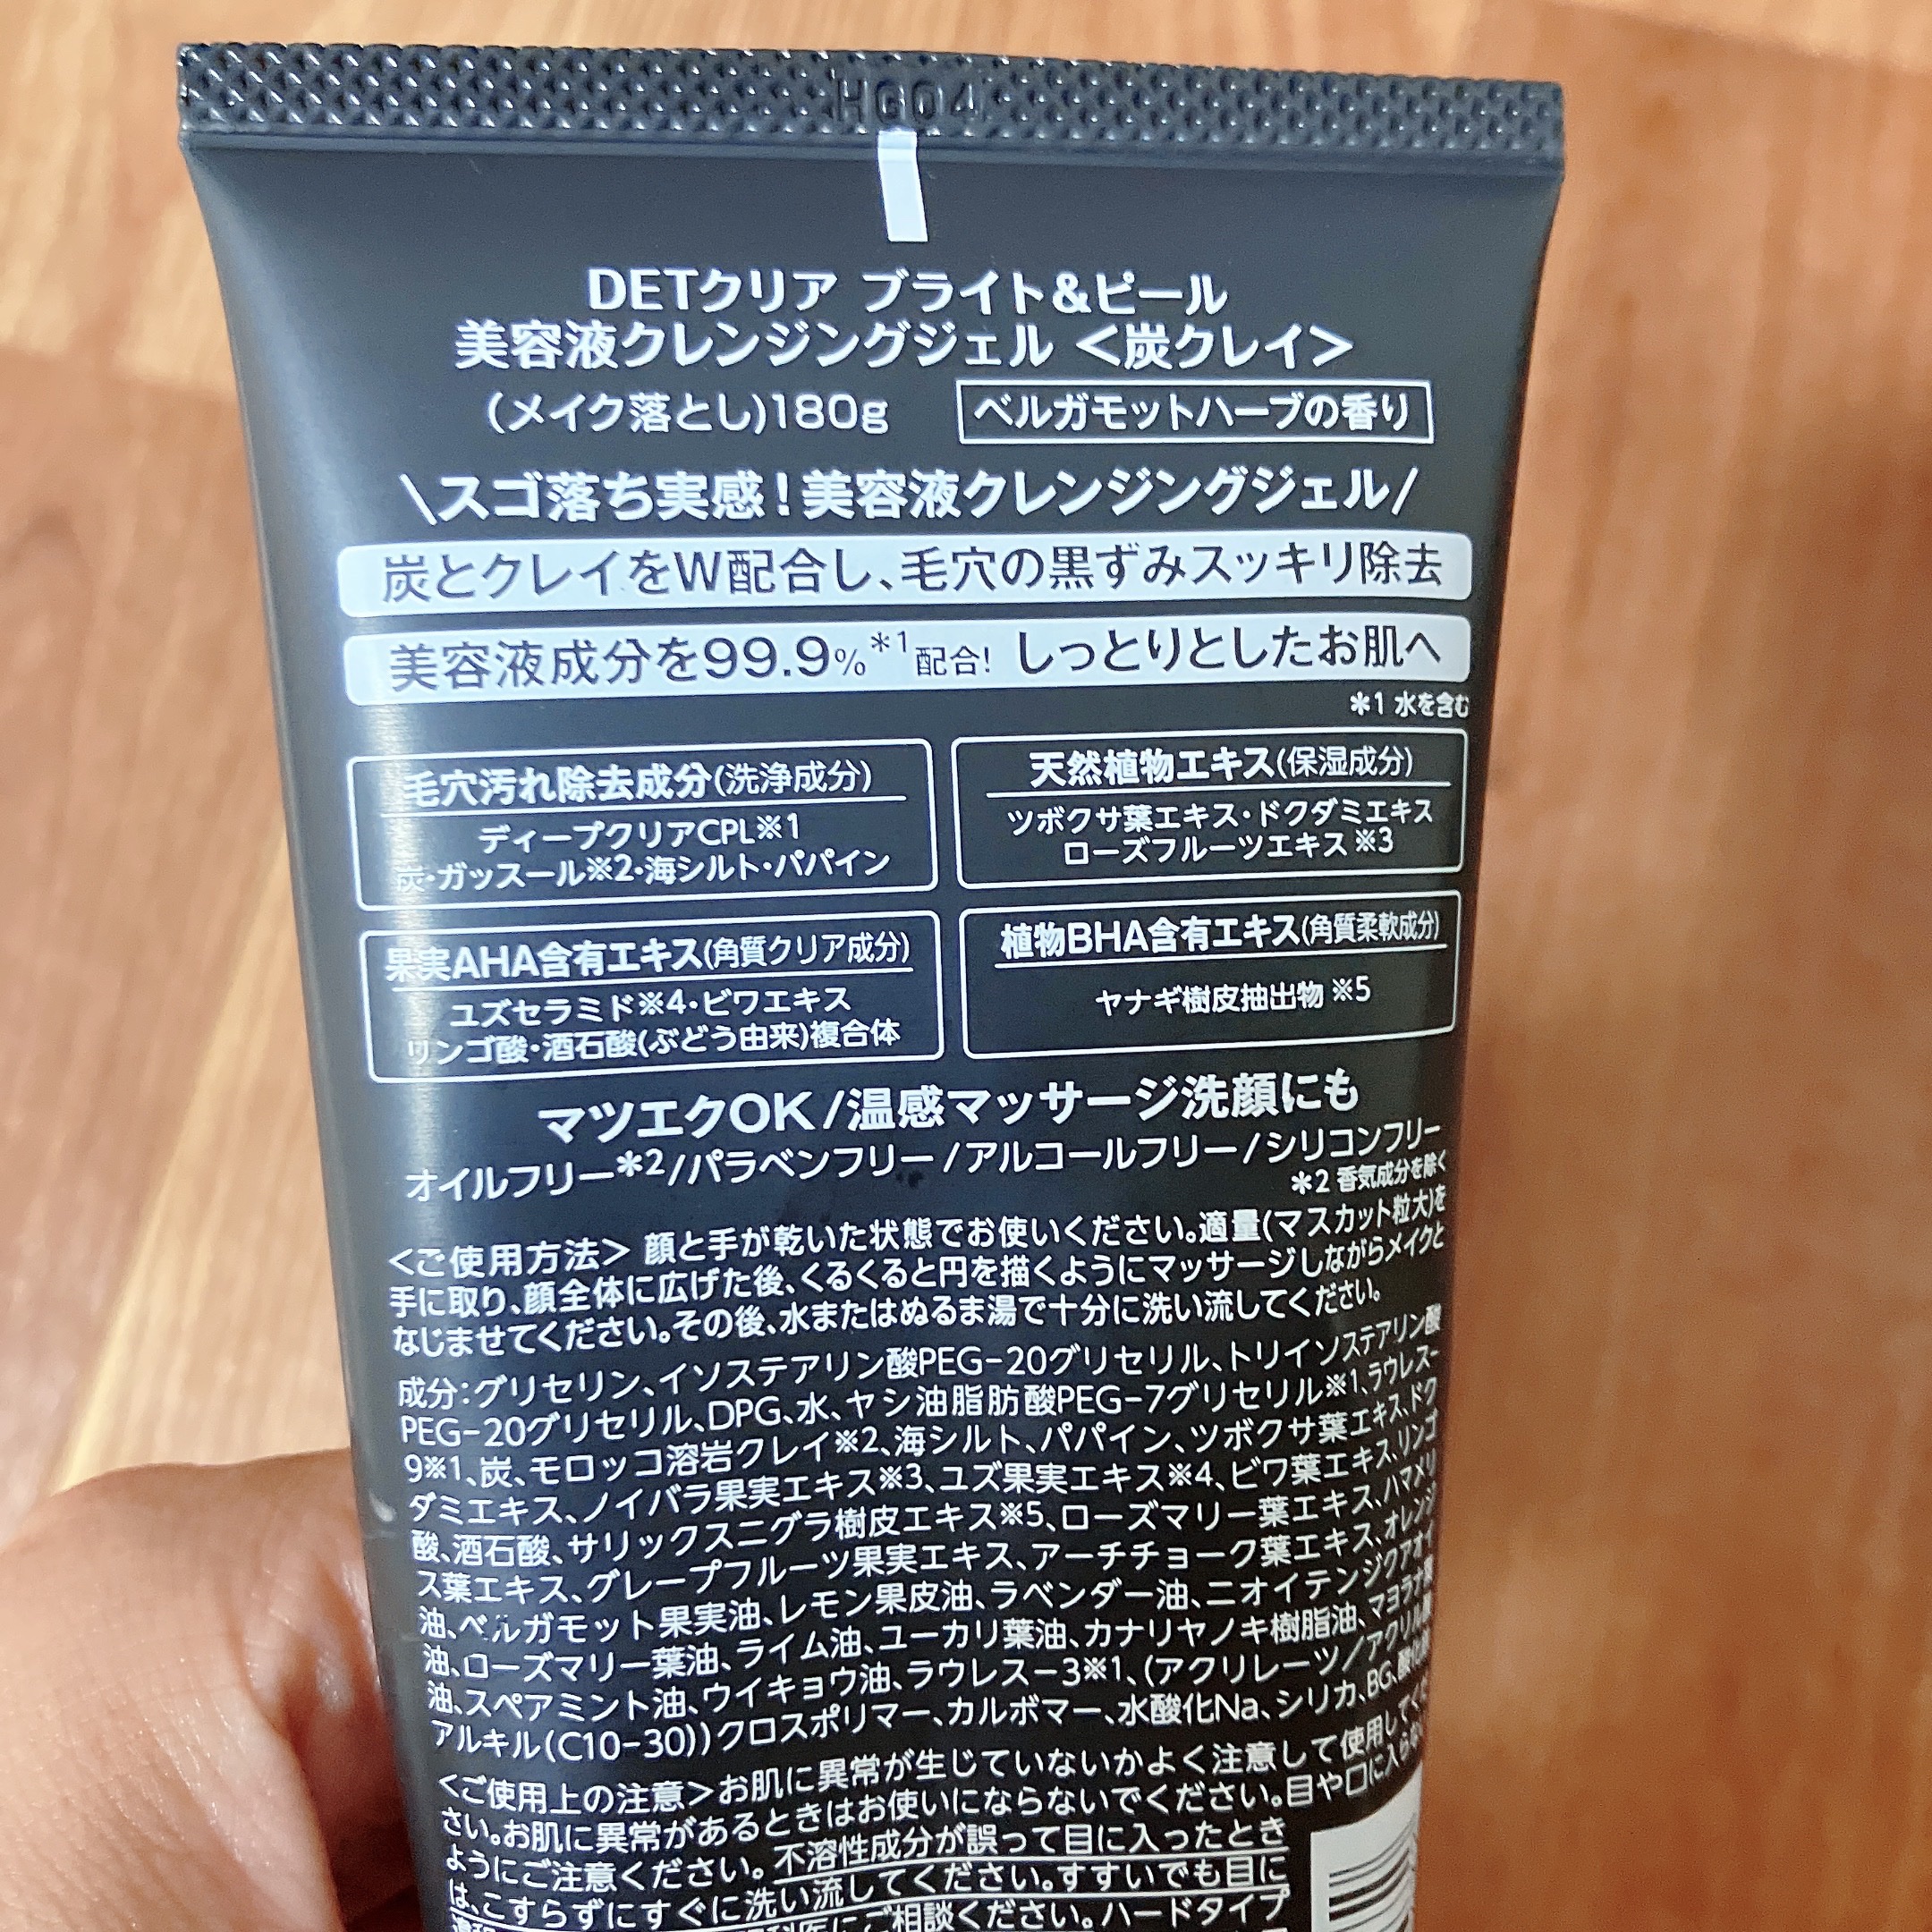 HG04
DETクリア ブライト&ピール
美容液クレンジングジェル <炭クレイ>
(メイク落とし)180g ベルガモットハーブの香り
\スゴ落ち実感!美容液クレンジングジェル/
炭とクレイをW配合し、毛穴の黒ずみスッキリ除去
美容液成分を99.9%*1配合! しっとりとしたお肌へ
*1 水を含む
毛穴汚れ除去成分(洗浄成分)
ディープクリアCPL※1
炭・ガッスール※2・海シルト・パパイン
天然植物エキス(保湿成分)
ツボクサ葉エキス・ドクダミエキス
ローズフルーツエキス ※3
果実AHA含有エキス(角質クリア成分)
ユズセラミド※4・ビワエキス
リンゴ酸・酒石酸(ぶどう由来)複合体
植物BHA含有エキス(角質柔軟成分)
ヤナギ樹皮抽出物 ※5
マツエクOK/温感マッサージ洗顔にも
オイルフリー*2/パラベンフリー/アルコールフリー/シリコンフリー
*2 香気成分を除く
<ご使用方法> 顔と手が乾いた状態でお使いください。適量(マスカット粒大)を
手に取り、顔全体に広げた後、くるくると円を描くようにマッサージしながらメイクと
なじませてください。その後、水またはぬるま湯で十分に洗い流してください。
成分:グリセリン、イソステアリン酸PEG-20グリセリル、トリイソステアリン酸
PEG-20グリセリル、DPG、水、ヤシ油脂肪酸PEG-7グリセリル※1、ラウレス-
9※1、炭、モロッコ溶岩クレイ※2、海シルト、パパイン、ツボクサ葉エキス、ドク
ダミエキス、ノイバラ果実エキス※3、ユズ果実エキス※4、ビワ葉エキス、リンゴ
酸、酒石酸、サリックスニグラ樹皮エキス※5、ローズマリー葉エキス、ハマメリ
ス葉エキス、グレープフルーツ果実エキス、アーチチョーク葉エキス、オレンジ
油、ベルガモット果実油、レモン果皮油、ラベンダー油、ニオイテンジクアオイ
油、ローズマリー葉油、ライム油、ユーカリ葉油、カナリヤノキ樹脂油、マヨラナ葉
油、スペアミント油、ウイキョウ油、ラウレス-3※1、(アクリレーツ/アクリル酸
アルキル(C10-30))クロスポリマー、カルボマー、水酸化Na、シリカ、BG、
<ご使用上の注意>お肌に異常が生じていないかよく注意して使用してくだ
さい。お肌に異常があるときはお使いにならないでください。目や口に入らない
ようにご注意ください。不溶性成分が誤って目に入ったとき
は、こすらずにすぐに洗い流してください。すすいでも目に
ご相談ください。ハードタイプ